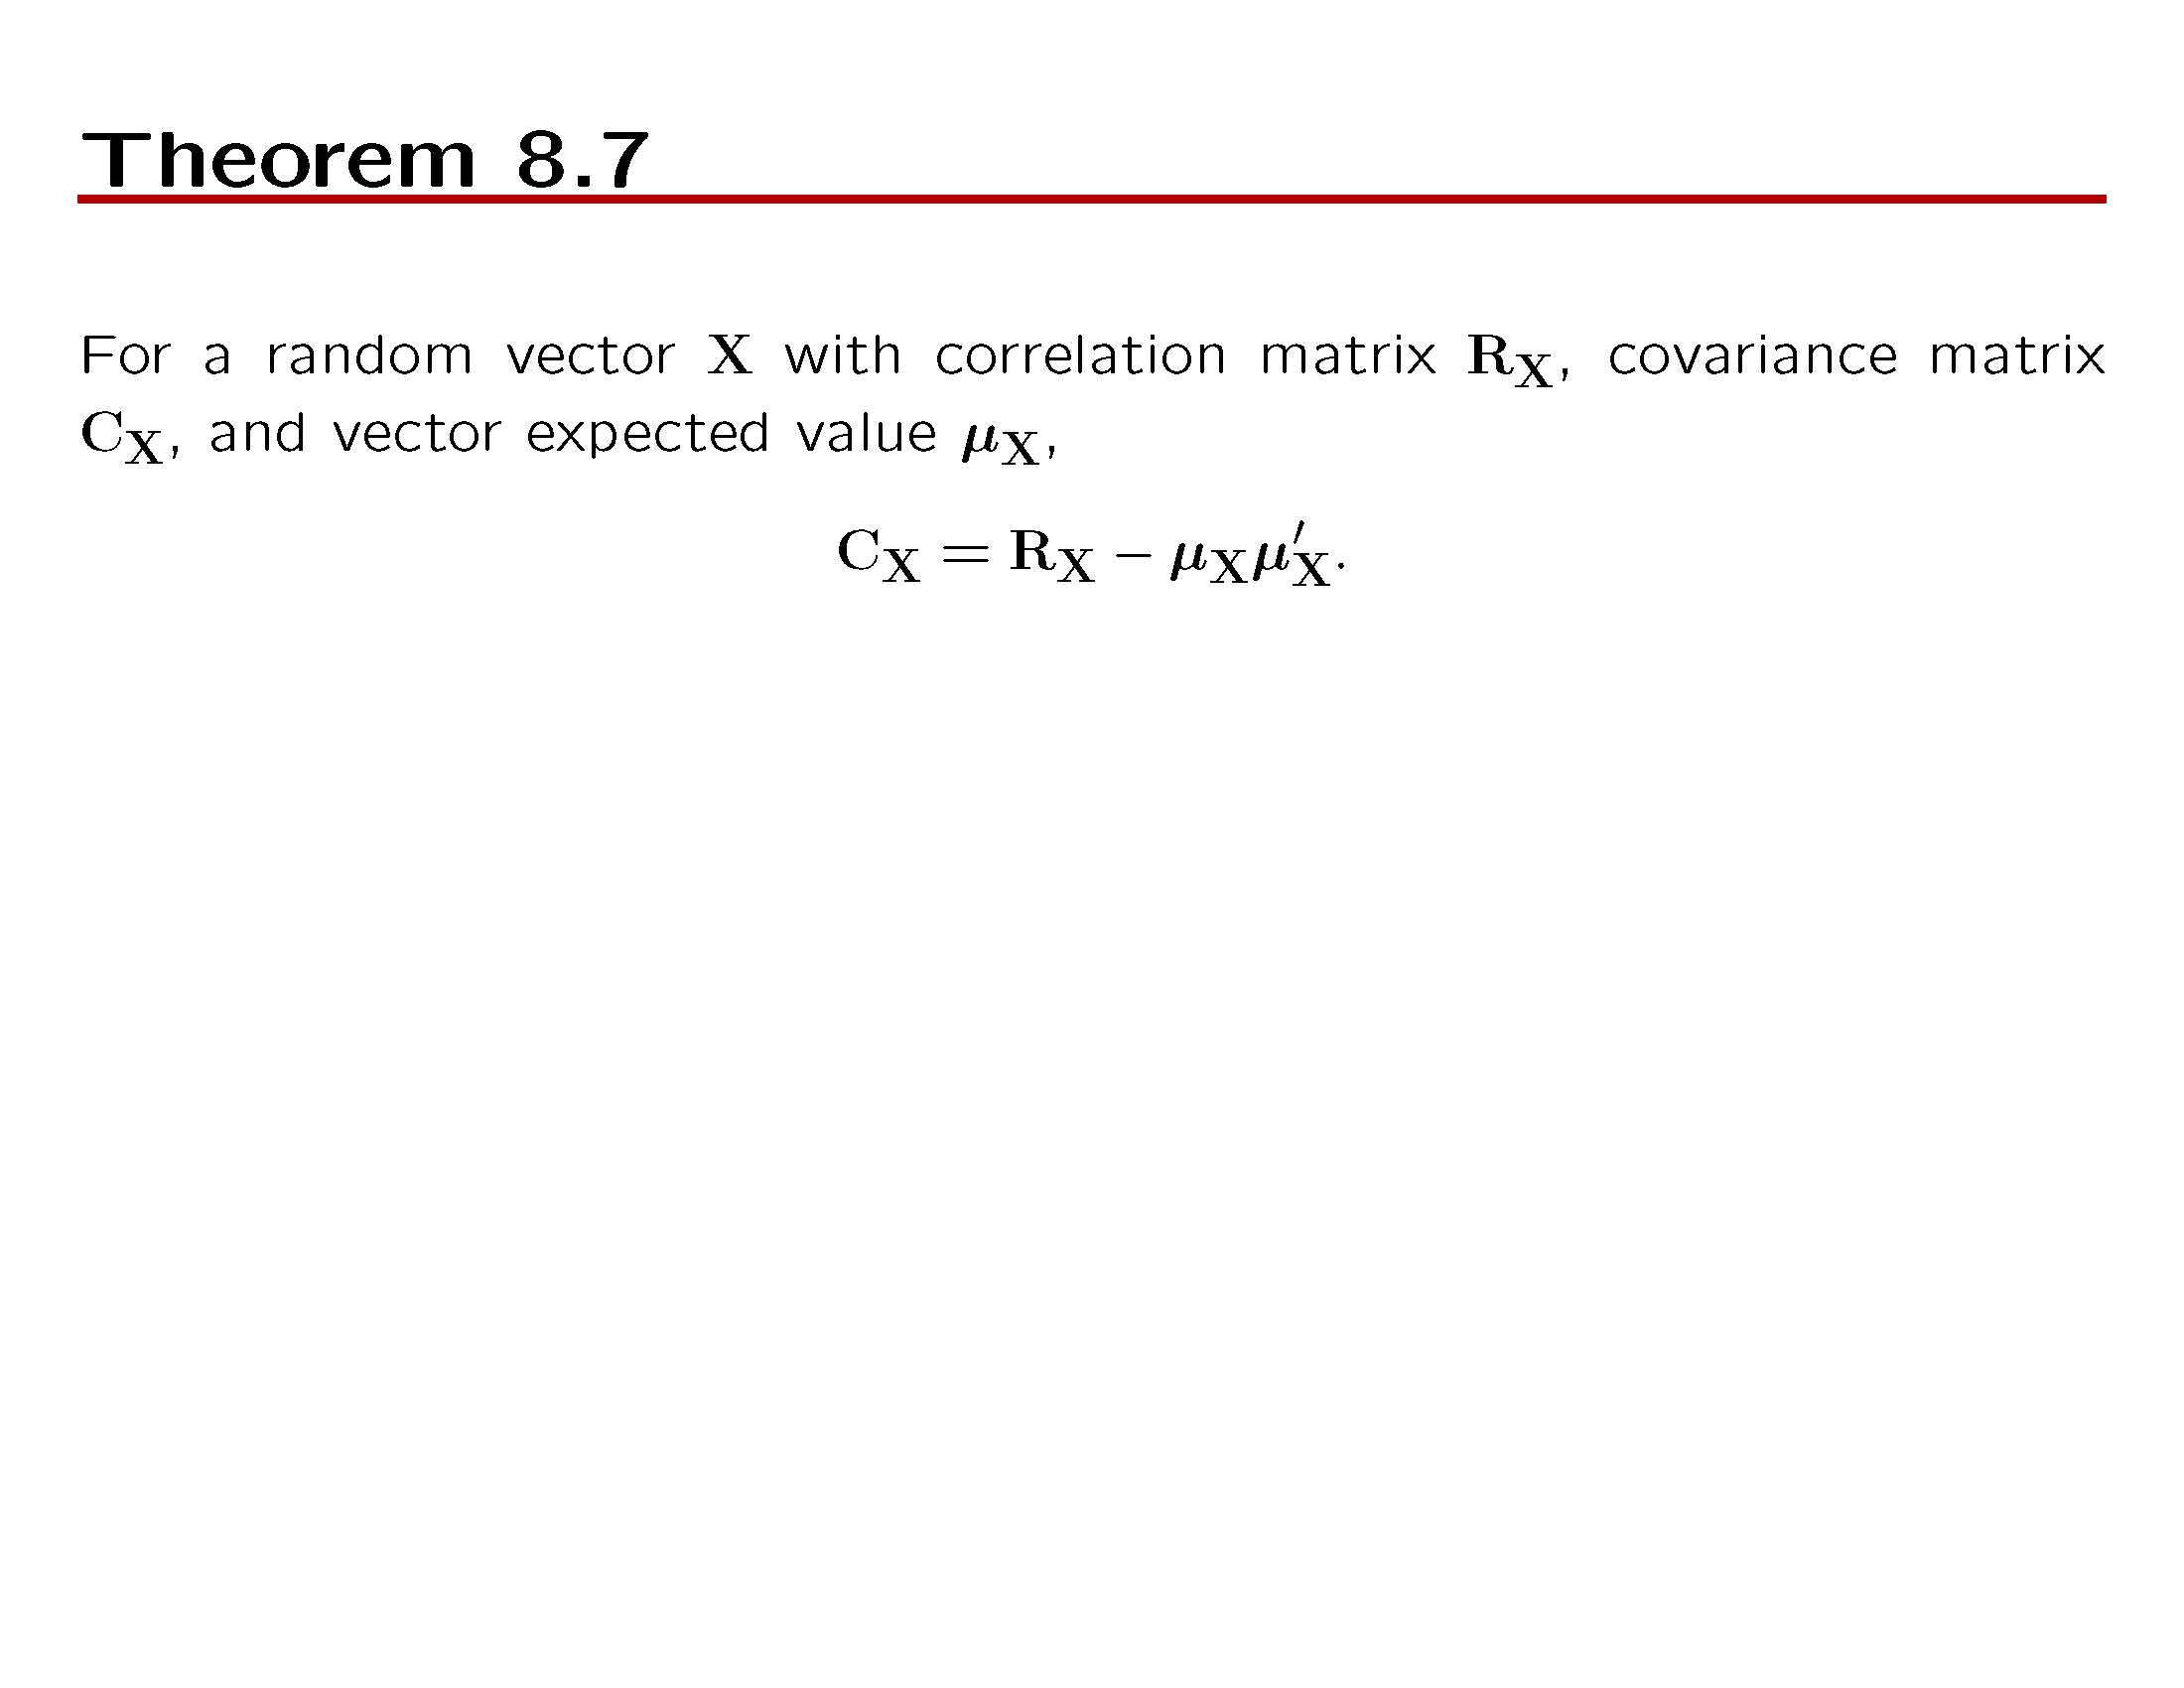 Theorem 8.7
For a random vector X with correlation matrix R_X, covariance matrix
C_X, and vector expected value μ_X,
C_X = R_X − μ_Xμ′_X.